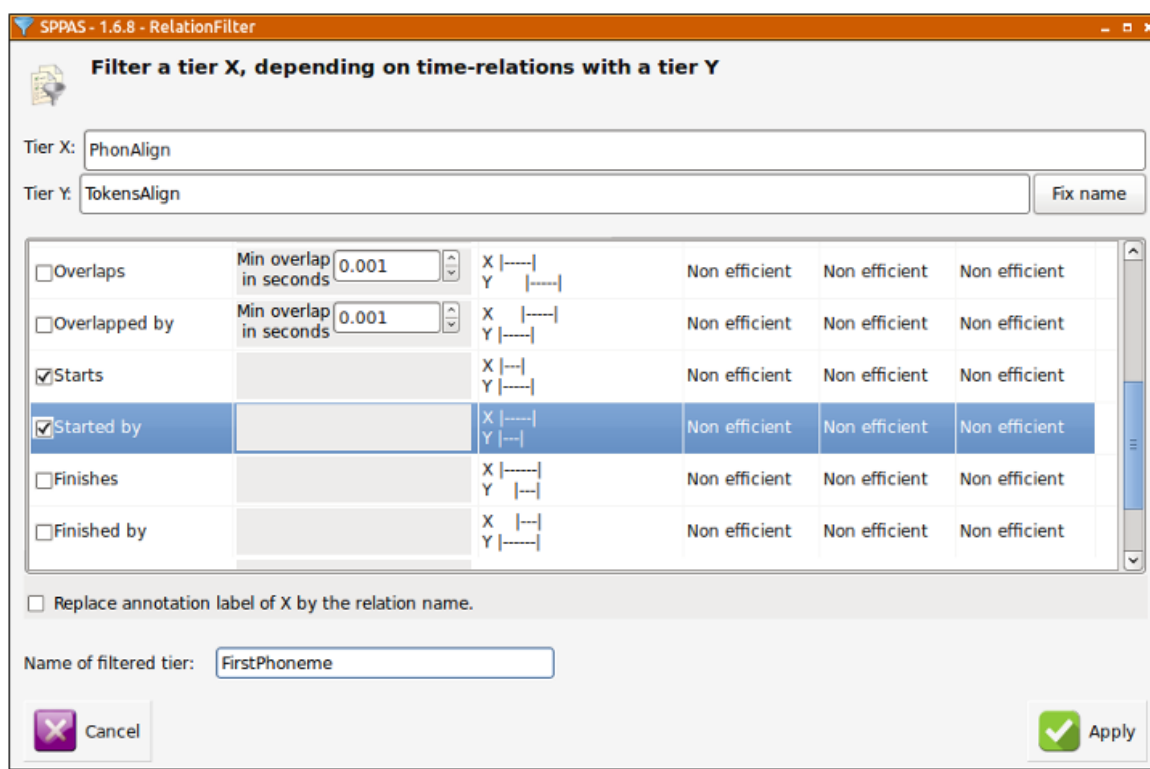 SPPAS - 1.6.8 - RelationFilter
Filter a tier X, depending on time-relations with a tier Y
Tier X: PhonAlign
Tier Y: TokensAlign Fix name
Overlaps Min overlap in seconds 0.001 X |-----| Non efficient Non efficient Non efficient
Y |-----|
Overlapped by Min overlap in seconds 0.001 X |-----| Non efficient Non efficient Non efficient
Y |-----|
Starts X |---| Non efficient Non efficient Non efficient
Y |-----|
Started by X |-----| Non efficient Non efficient Non efficient
Y |---|
Finishes X |------| Non efficient Non efficient Non efficient
Y |---|
Finished by X |---| Non efficient Non efficient Non efficient
Y |------|
Replace annotation label of X by the relation name.
Name of filtered tier: FirstPhoneme
Cancel Apply